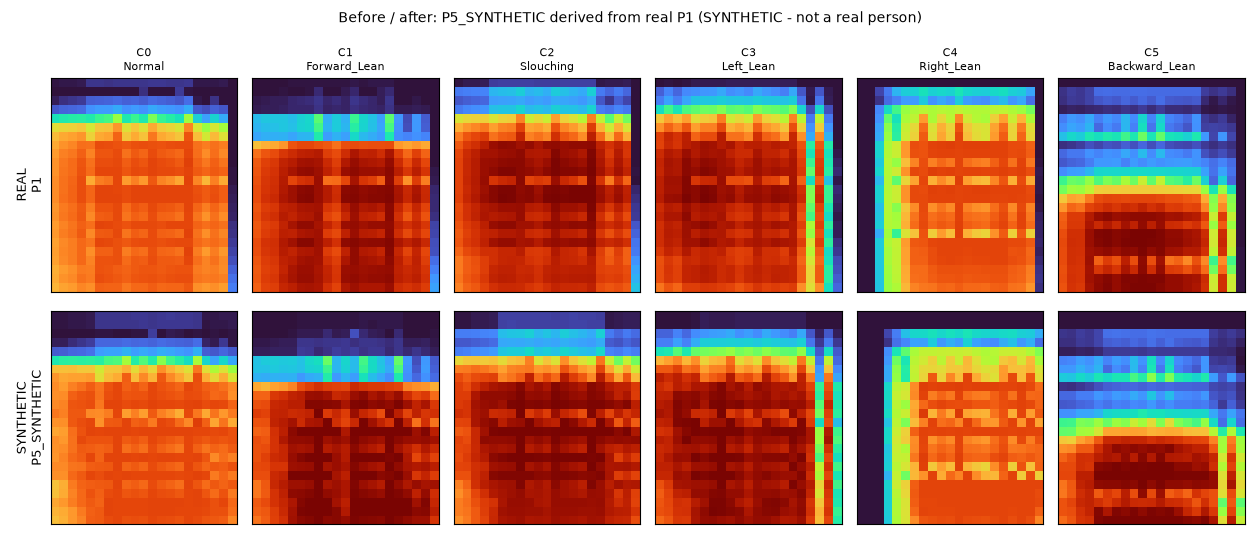 Before / after: P5_SYNTHETIC derived from real P1 (SYNTHETIC - not a real person)
C0
Normal
C1
Forward_Lean
C2
Slouching
C3
Left_Lean
C4
Right_Lean
C5
Backward_Lean
REAL
P1
SYNTHETIC
P5_SYNTHETIC